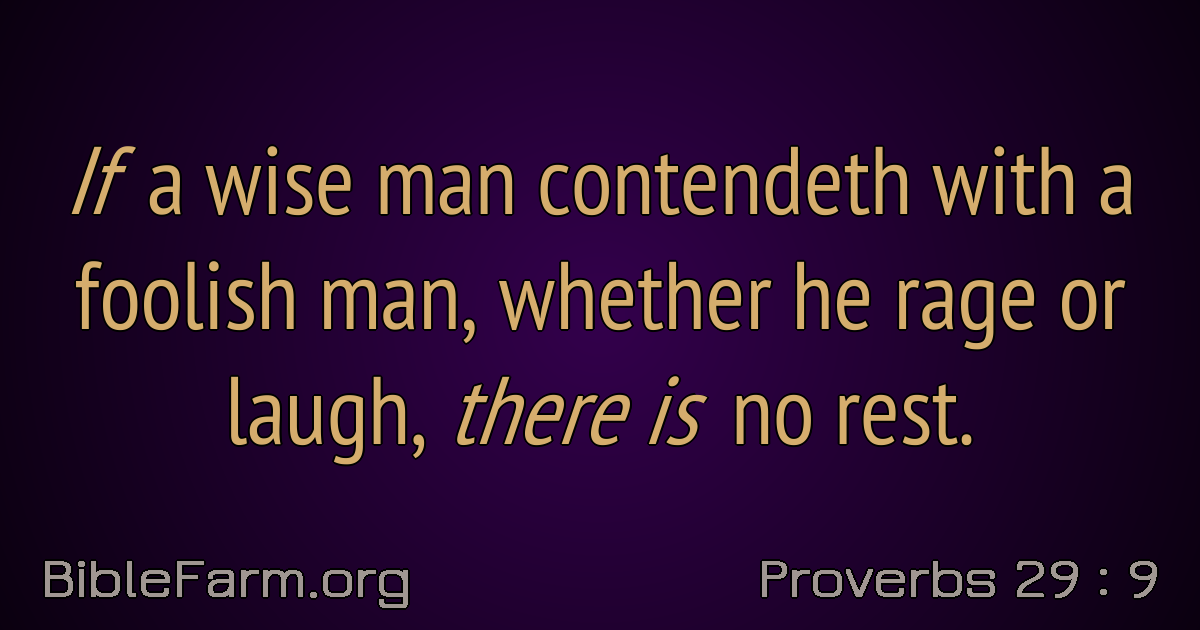 If a wise man contendeth with a
foolish man, whether he rage or
laugh, there is no rest.
BibleFarm.org
Proverbs 29 : 9